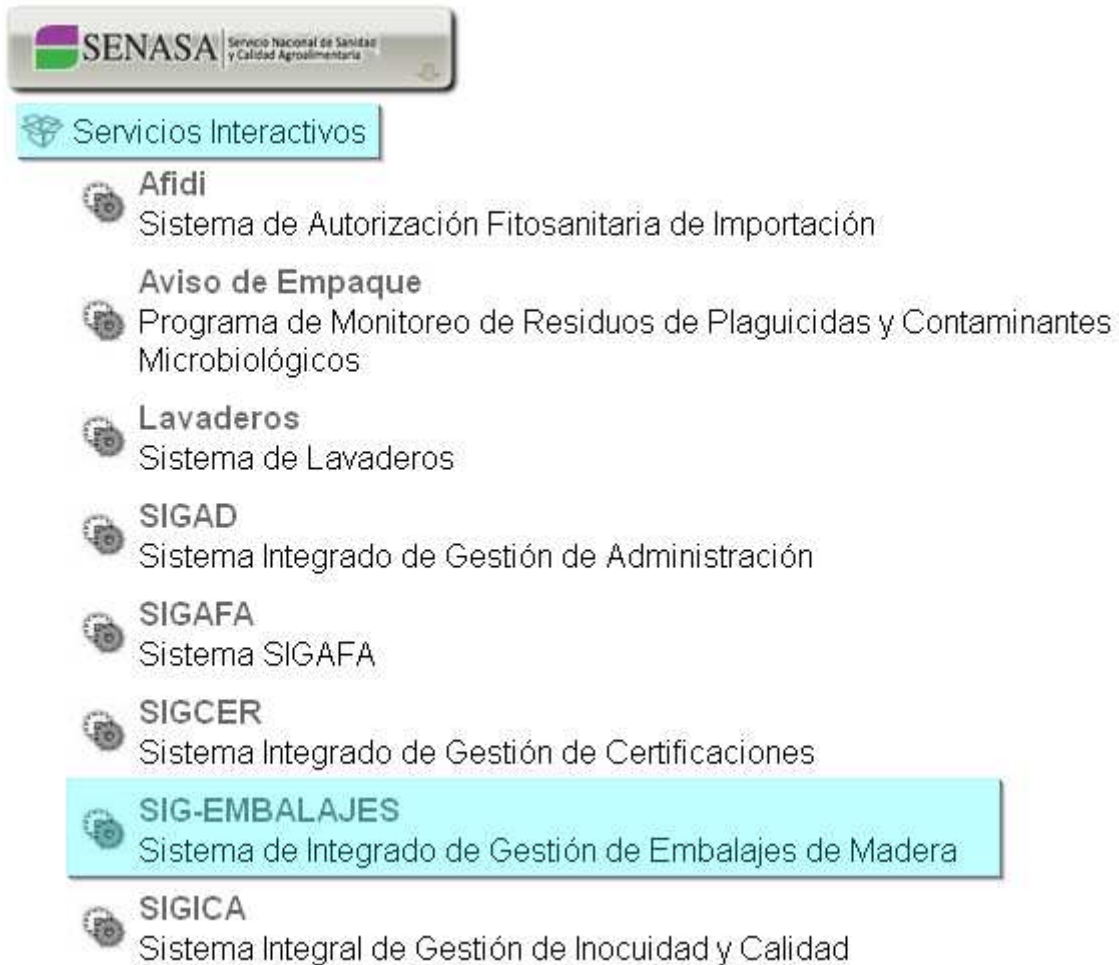 SENASA
Servicio Nacional de Sanidad
y Calidad Agroalimentaria
Servicios Interactivos
Afidi
Sistema de Autorización Fitosanitaria de Importación
Aviso de Empaque
Programa de Monitoreo de Residuos de Plaguicidas y Contaminantes
Microbiológicos
Lavaderos
Sistema de Lavaderos
SIGAD
Sistema Integrado de Gestión de Administración
SIGAFA
Sistema SIGAFA
SIGCER
Sistema Integrado de Gestión de Certificaciones
SIG-EMBALAJES
Sistema de Integrado de Gestión de Embalajes de Madera
SIGICA
Sistema Integral de Gestión de Inocuidad y Calidad